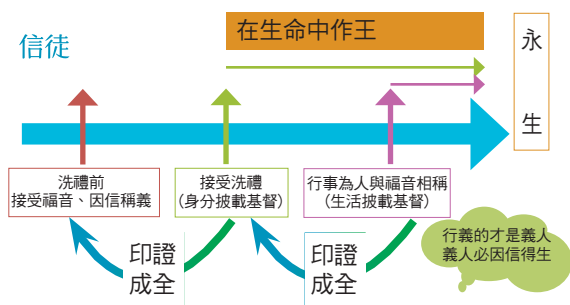 在生命中作王
永
生
信徒
洗禮前
接受福音、因信稱義
接受洗禮
（身分披載基督）
行事為人與福音相稱
（生活披載基督）
印證
成全
印證
成全
行義的才是義人
義人必因信得生